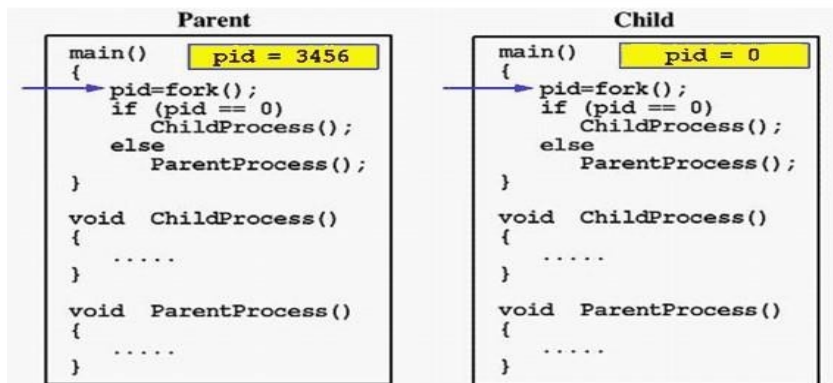 Parent
main()
pid = 3456
{
pid=fork();
if (pid == 0)
ChildProcess();
else
ParentProcess();
}
void ChildProcess()
{
.....
}
void ParentProcess()
{
.....
}
Child
main()
pid = 0
{
pid=fork();
if (pid == 0)
ChildProcess();
else
ParentProcess();
}
void ChildProcess()
{
.....
}
void ParentProcess()
{
.....
}